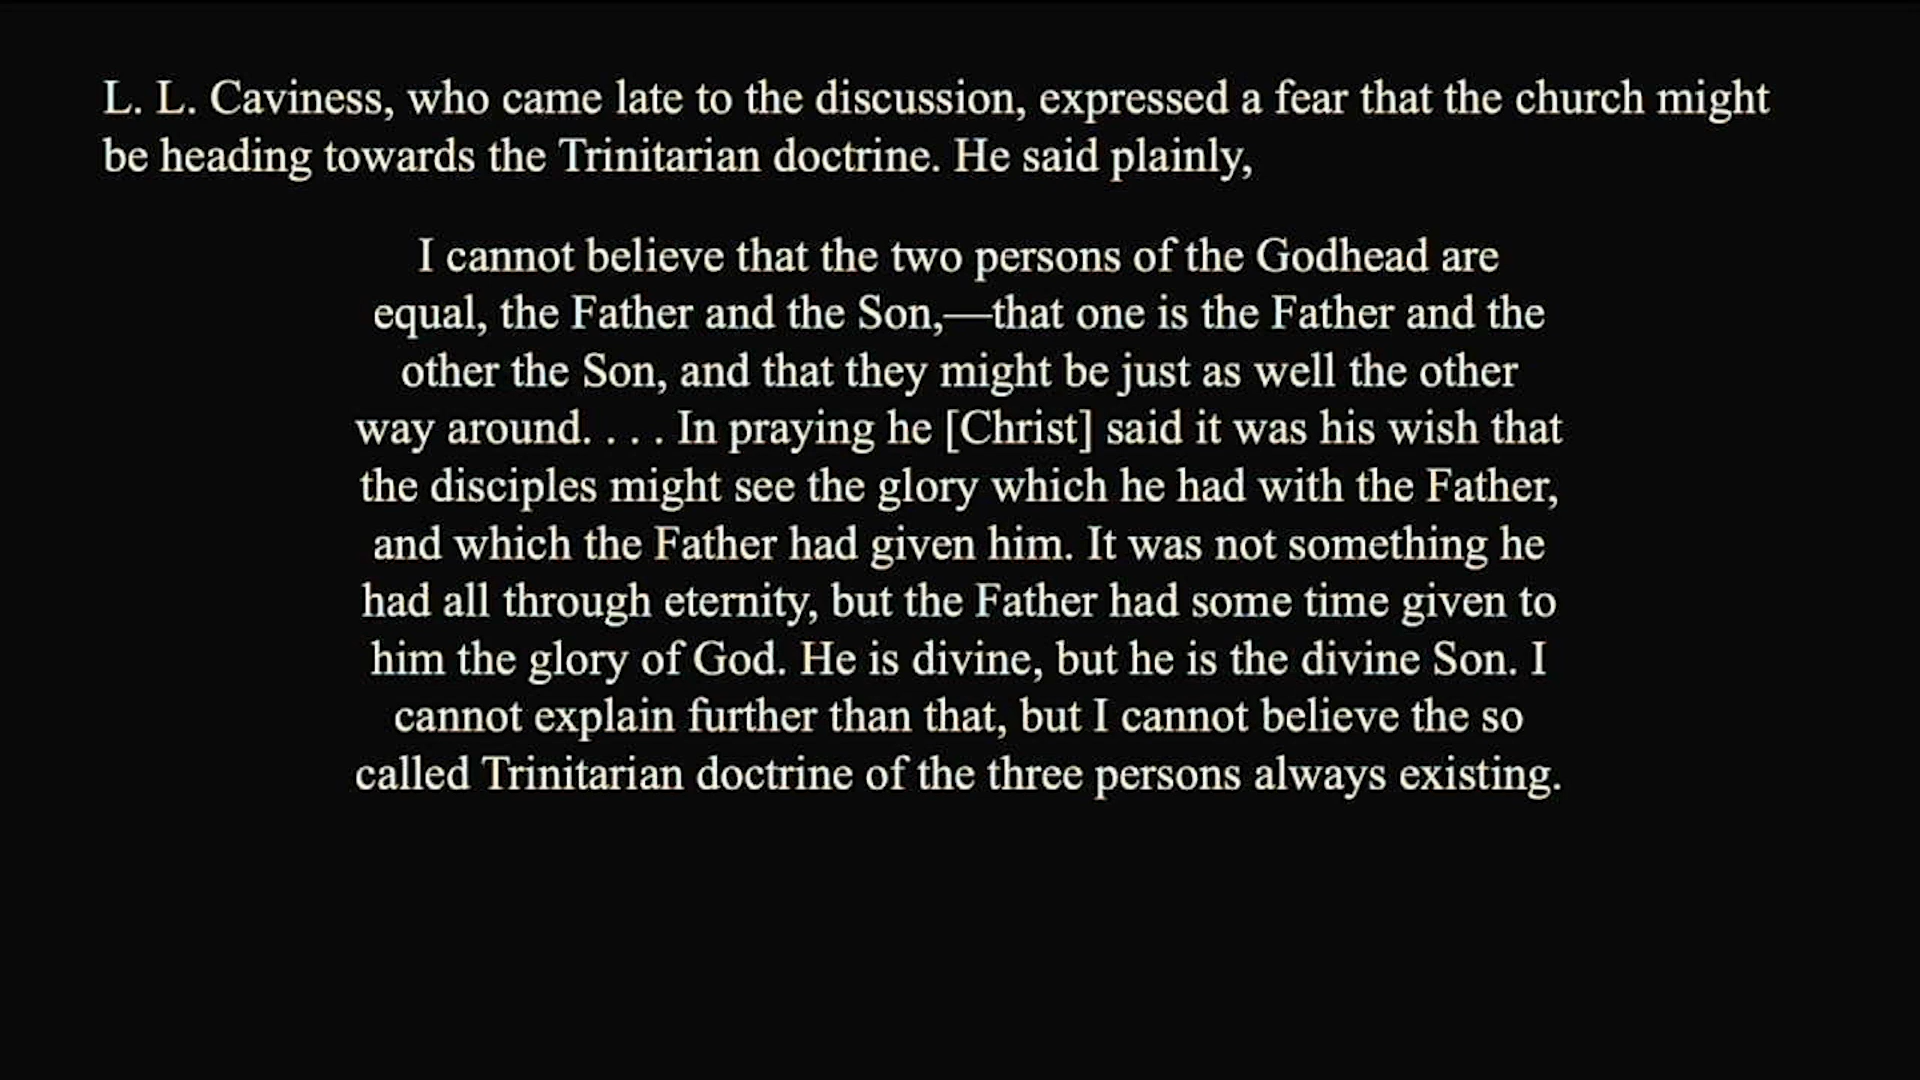 L. L. Caviness, who came late to the discussion, expressed a fear that the church might
be heading towards the Trinitarian doctrine. He said plainly,
I cannot believe that the two persons of the Godhead are
equal, the Father and the Son,—that one is the Father and the
other the Son, and that they might be just as well the other
way around. . . . In praying he [Christ] said it was his wish that
the disciples might see the glory which he had with the Father,
and which the Father had given him. It was not something he
had all through eternity, but the Father had some time given to
him the glory of God. He is divine, but he is the divine Son. I
cannot explain further than that, but I cannot believe the so
called Trinitarian doctrine of the three persons always existing.